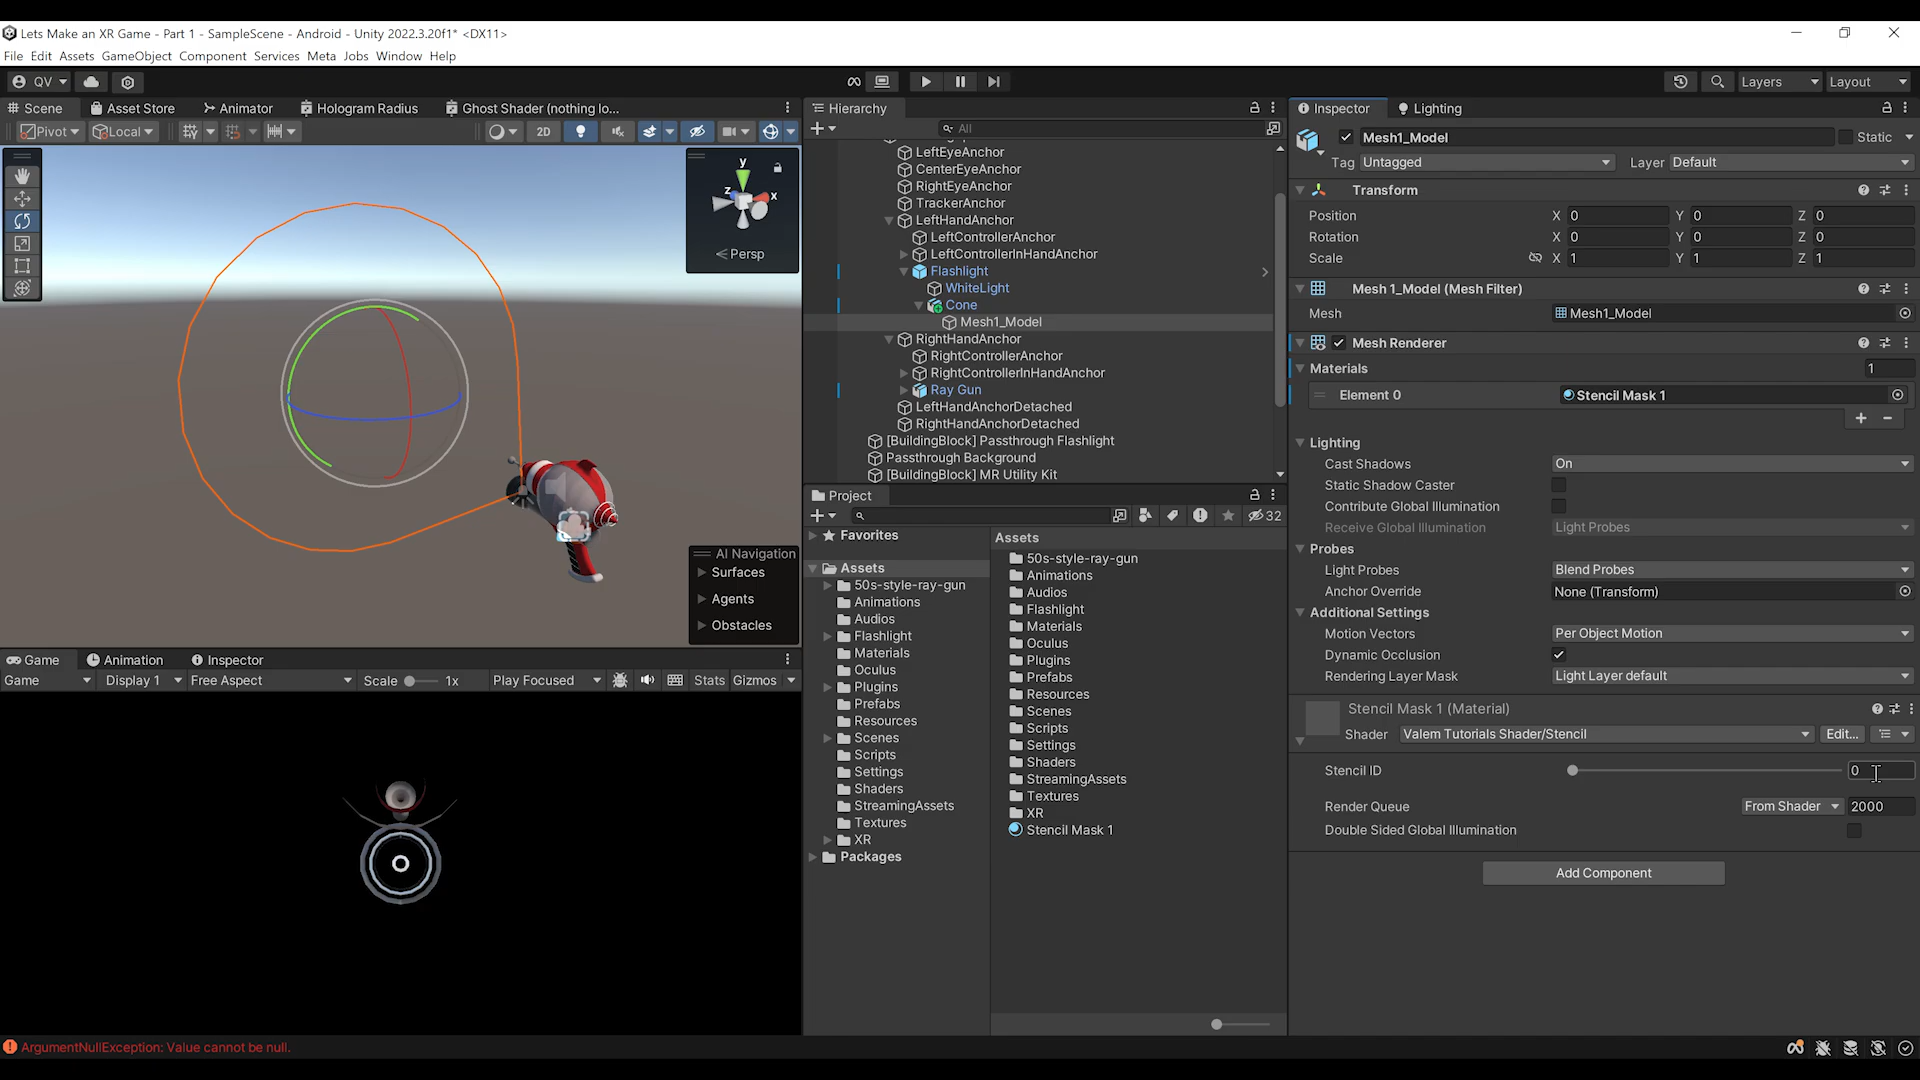 Lets Make an XR Game - Part 1 - SampleScene - Android - Unity 2022.3.20f1* <DX11>
File Edit Assets GameObject Component Services Meta Jobs Window Help
QV Layers Layout
Scene Asset Store Animator Hologram Radius Ghost Shader (nothing lo...
Pivot Local 2D
y
z x
Persp
AI Navigation
Surfaces
Agents
Obstacles
Game Animation Inspector
Game Display 1 Free Aspect Scale 1x Play Focused Stats Gizmos
Hierarchy
All
LeftEyeAnchor
CenterEyeAnchor
RightEyeAnchor
TrackerAnchor
LeftHandAnchor
LeftControllerAnchor
LeftControllerInHandAnchor
Flashlight
WhiteLight
Cone
Mesh1_Model
RightHandAnchor
RightControllerAnchor
RightControllerInHandAnchor
Ray Gun
LeftHandAnchorDetached
RightHandAnchorDetached
[BuildingBlock] Passthrough Flashlight
Passthrough Background
[BuildingBlock] MR Utility Kit
Project
32
Favorites
Assets
50s-style-ray-gun
Animations
Audios
Flashlight
Materials
Oculus
Plugins
Prefabs
Resources
Scenes
Scripts
Settings
Shaders
StreamingAssets
Textures
XR
Packages
Assets
50s-style-ray-gun
Animations
Audios
Flashlight
Materials
Oculus
Plugins
Prefabs
Resources
Scenes
Scripts
Settings
Shaders
StreamingAssets
Textures
XR
Stencil Mask 1
Inspector Lighting
Mesh1_Model Static
Tag Untagged Layer Default
Transform
Position X 0 Y 0 Z 0
Rotation X 0 Y 0 Z 0
Scale X 1 Y 1 Z 1
Mesh 1_Model (Mesh Filter)
Mesh Mesh1_Model
Mesh Renderer
Materials 1
Element 0 Stencil Mask 1
Lighting
Cast Shadows On
Static Shadow Caster
Contribute Global Illumination
Receive Global Illumination Light Probes
Probes
Light Probes Blend Probes
Anchor Override None (Transform)
Additional Settings
Motion Vectors Per Object Motion
Dynamic Occlusion
Rendering Layer Mask Light Layer default
Stencil Mask 1 (Material)
Shader Valem Tutorials Shader/Stencil Edit...
Stencil ID 0
Render Queue From Shader 2000
Double Sided Global Illumination
Add Component
ArgumentNullException: Value cannot be null.